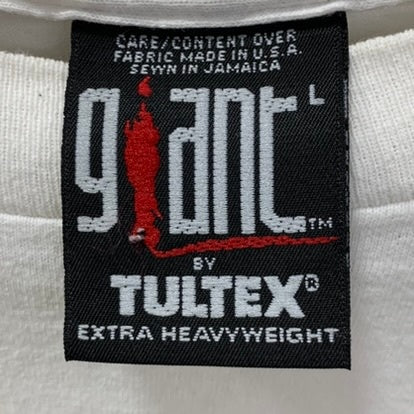 CARE/CONTENT OVER
FABRIC MADE IN U.S.A.
SEWN IN JAMAICA
giant L
TM
BY
TULTEX®
EXTRA HEAVYWEIGHT